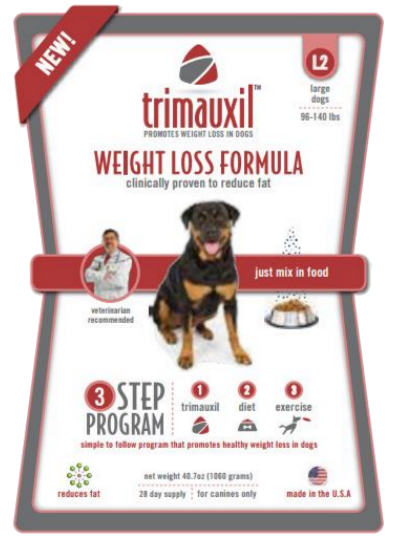 NEW!
L2
large
dogs
96-140 lbs
trimauxil™
PROMOTES WEIGHT LOSS IN DOGS
WEIGHT LOSS FORMULA
clinically proven to reduce fat
just mix in food
veterinarian
recommended
3 STEP
PROGRAM
1 2 3
trimauxil diet exercise
simple to follow program that promotes healthy weight loss in dogs
net weight 40.7oz (1060 grams)
reduces fat 28 day supply for canines only made in the U.S.A